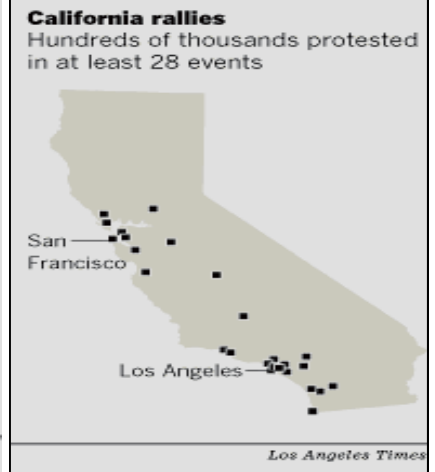 California rallies
Hundreds of thousands protested
in at least 28 events
San
Francisco
Los Angeles
Los Angeles Times